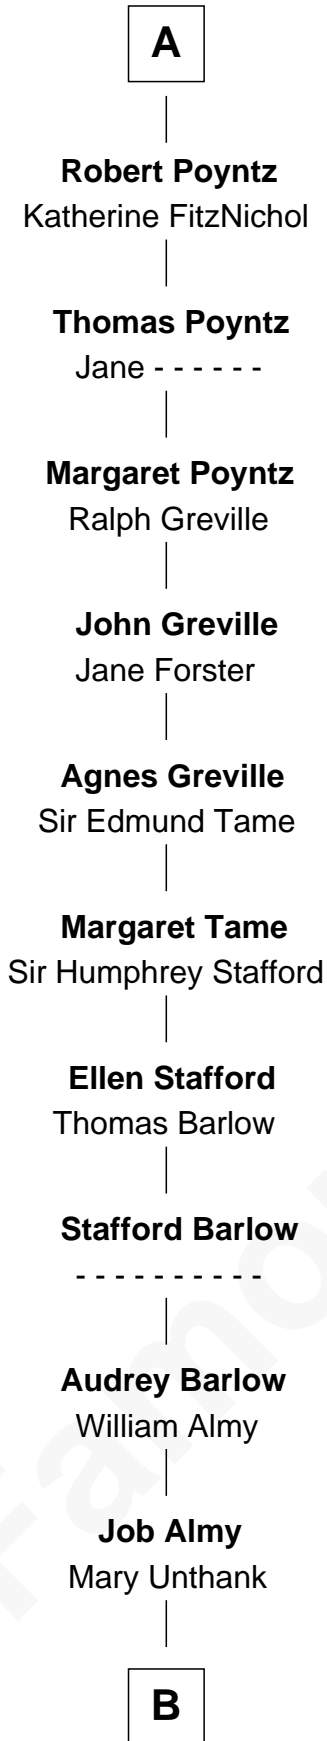 A
Robert Poyntz
Katherine FitzNichol
Thomas Poyntz
Jane - - - - - -
Margaret Poyntz
Ralph Greville
John Greville
Jane Forster
Agnes Greville
Sir Edmund Tame
Margaret Tame
Sir Humphrey Stafford
Ellen Stafford
Thomas Barlow
Stafford Barlow
- - - - - - - - - -
Audrey Barlow
William Almy
Job Almy
Mary Unthank
B